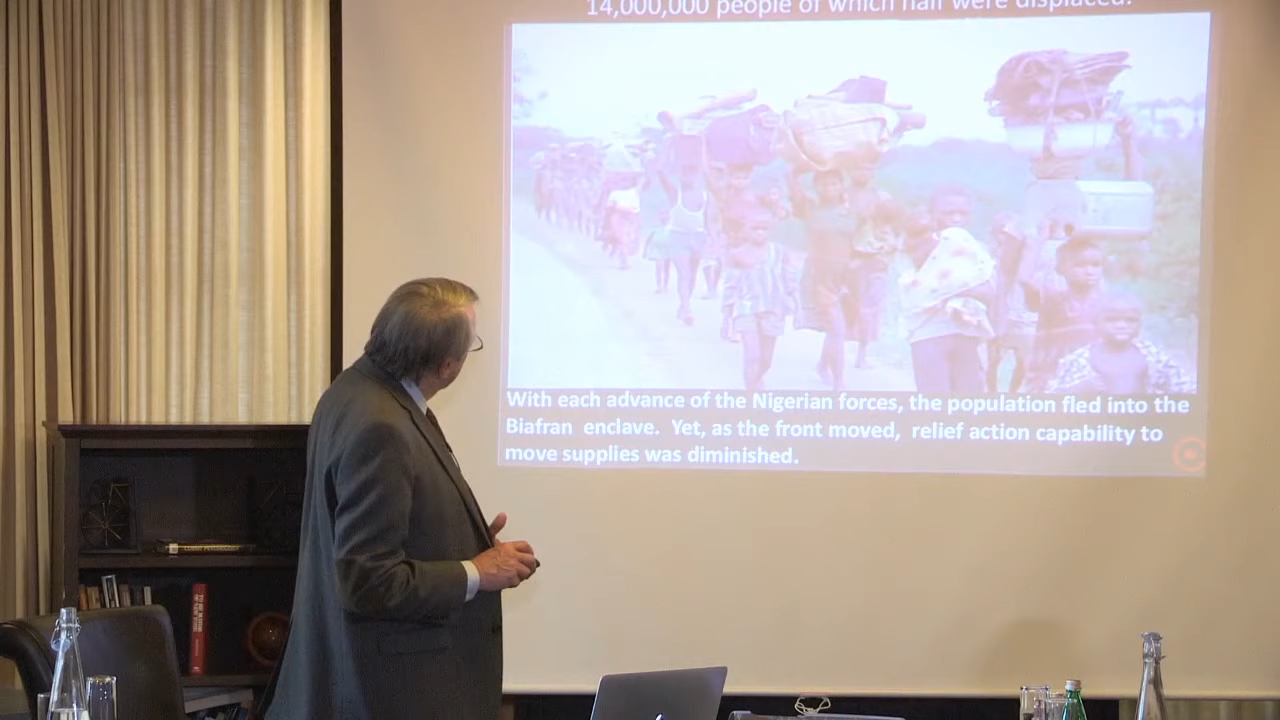 14,000,000 people of which half were displaced.
With each advance of the Nigerian forces, the population fled into the
Biafran enclave. Yet, as the front moved, relief action capability to
move supplies was diminished.